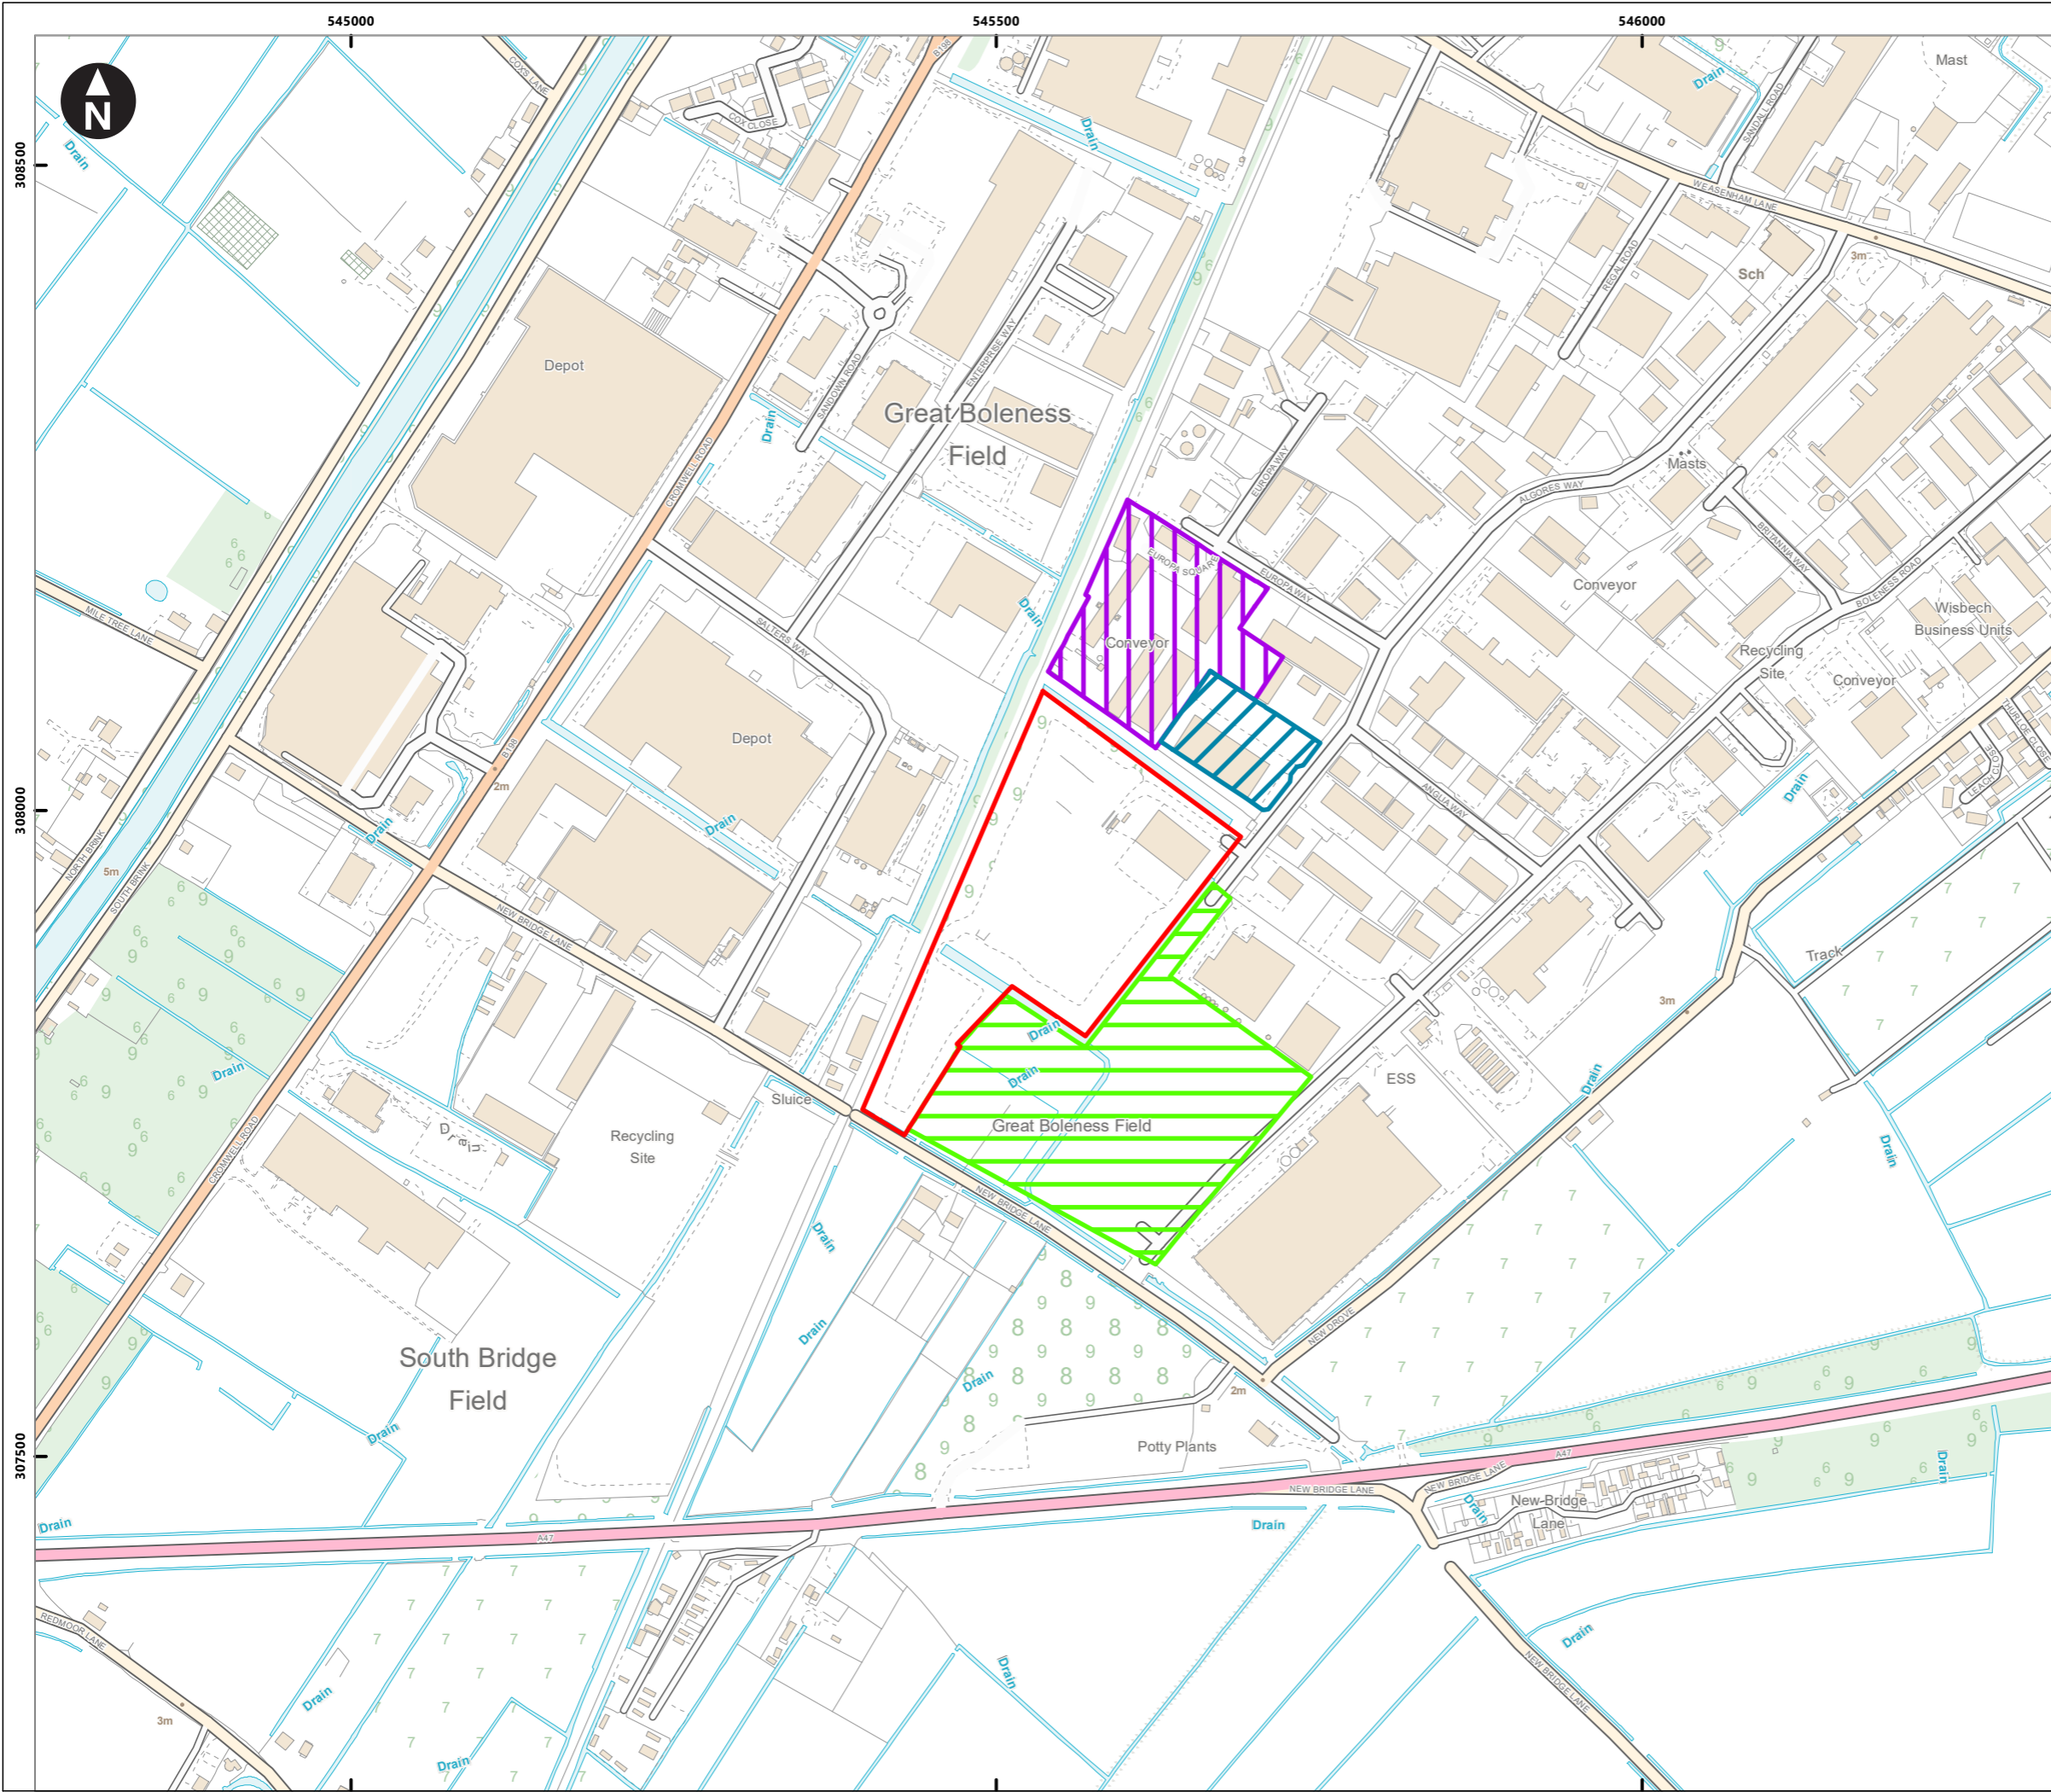 545000
545500
546000
308500
308000
307500
N
COXS LANE
B198
COX CLOSE
Drain
Drain
Drain
Mast
SANDALL ROAD
WEASENHAM LANE
3m
Sch
REGAL ROAD
Depot
ENTERPRISE WAY
SANDOWN ROAD
Great Boleness
Field
Drain
CROMWELL ROAD
EUROPA WAY
Masts
ALGORES WAY
BRITANNIA WAY
EUROPA SQUARE
EUROPA WAY
Conveyor
BOLENESS ROAD
Wisbech
Business Units
MILE TREE LANE
Drain
SALTERS WAY
Conveyor
Recycling
Site
Conveyor
THURLOE CLOSE
LEACH CLOSE
B198
Depot
2m
Drain
Drain
ANGLIA WAY
Drain
NORTH BRINK
5m
SOUTH BRINK
NEW BRIDGE LANE
Track
3m
Drain
Drain
Drain
Drain
Sluice
ESS
Drain
Great Boleness Field
Recycling
Site
Drain
CROMWELL ROAD
Drain
NEW BRIDGE LANE
Drain
Drain
NEW DROVE
South Bridge
Field
Drain
2m
Drain
Potty Plants
A47
NEW BRIDGE LANE
NEW BRIDGE LANE
New Bridge
Lane
Drain
Drain
Drain
A47
Drain
REDMOOR LANE
Drain
Drain
Drain
NEW BRIDGE LANE
3m
Drain